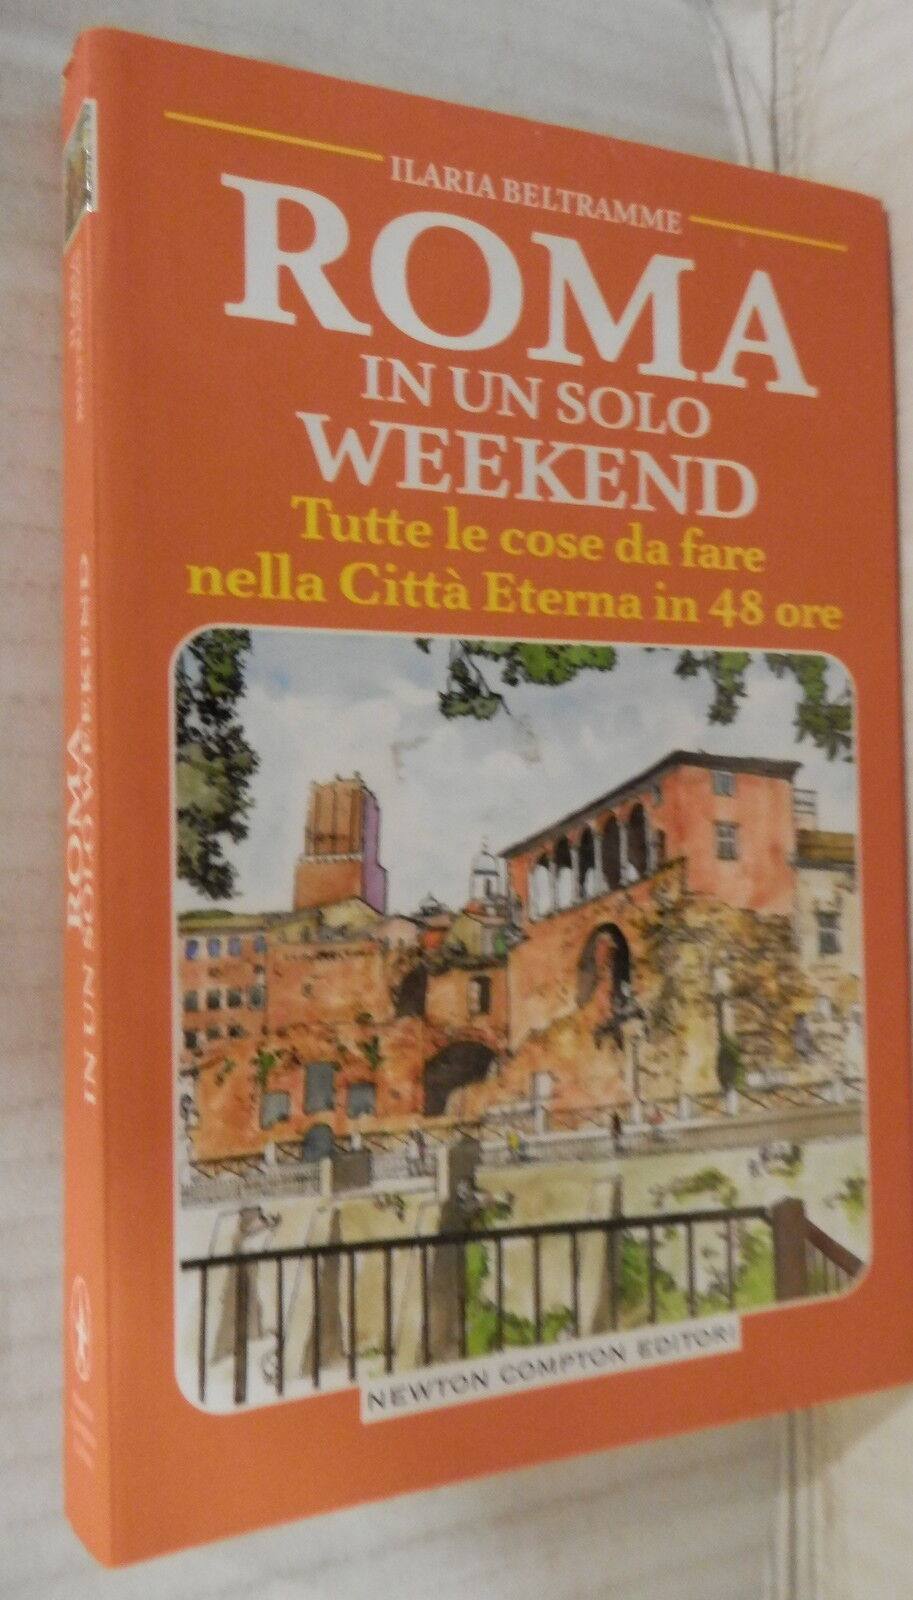 ILARIA BELTRAMME
ROMA
IN UN SOLO
WEEKEND
Tutte le cose da fare
nella Città Eterna in 48 ore
NEWTON COMPTON EDITORI
ROMA
IN UN SOLO WEEKEND